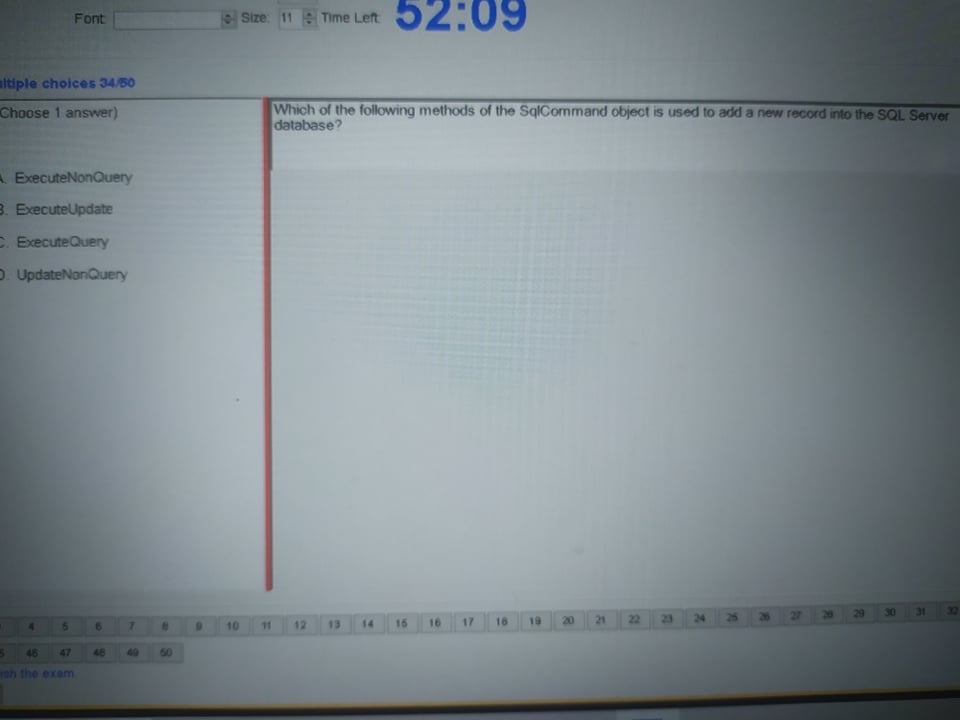 Font Size: 11 Time Left: 52:09
ltiple choices 34/50
Choose 1 answer)
Which of the following methods of the SqlCommand object is used to add a new record into the SQL Server
database?
A. ExecuteNonQuery
B. ExecuteUpdate
C. ExecuteQuery
D. UpdateNonQuery
4 5 6 7 8 9 10 11 12 13 14 15 16 17 18 19 20 21 22 23 24 25 26 27 28 29 30 31 32
46 47 48 49 50
ish the exam.